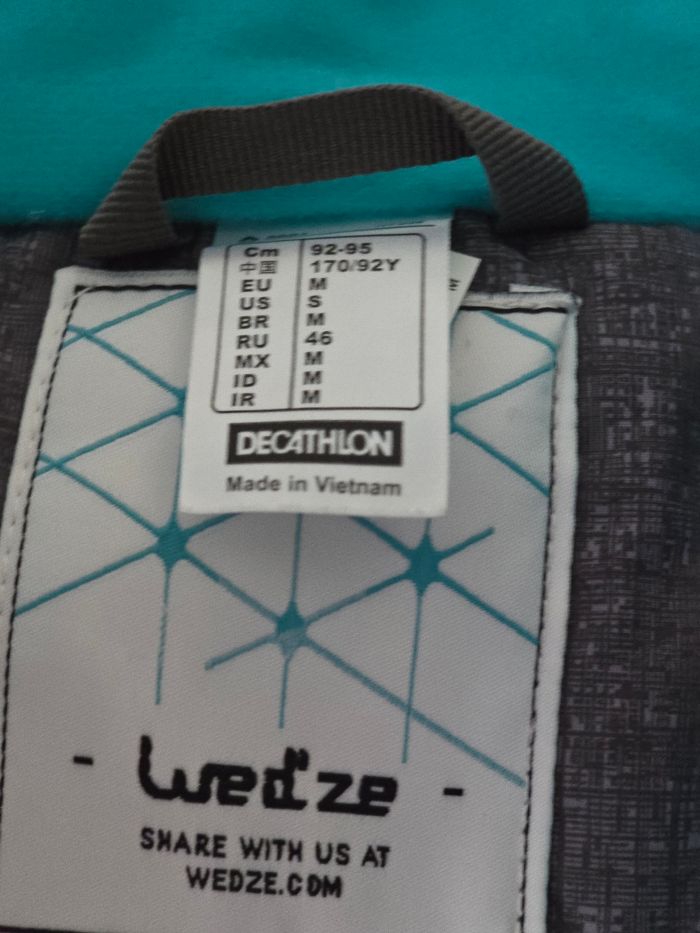 Cm 92-95
中国 170/92Y
EU M
US S
BR M
RU 46
MX M
ID M
IR M
DECATHLON
Made in Vietnam
- Wed'ze -
SHARE WITH US AT
WEDZE.COM